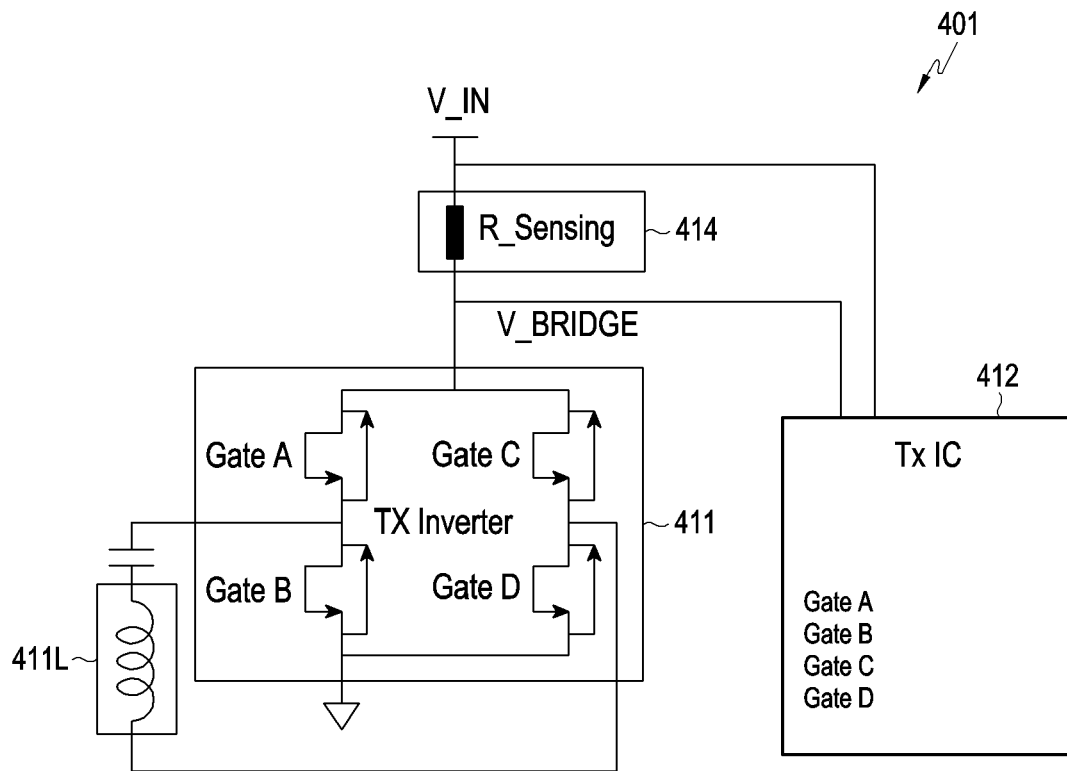 401
V_IN
R_Sensing
414
V_BRIDGE
412
Tx IC
Gate A
Gate C
TX Inverter
411
Gate B
Gate D
411L
Gate A
Gate B
Gate C
Gate D